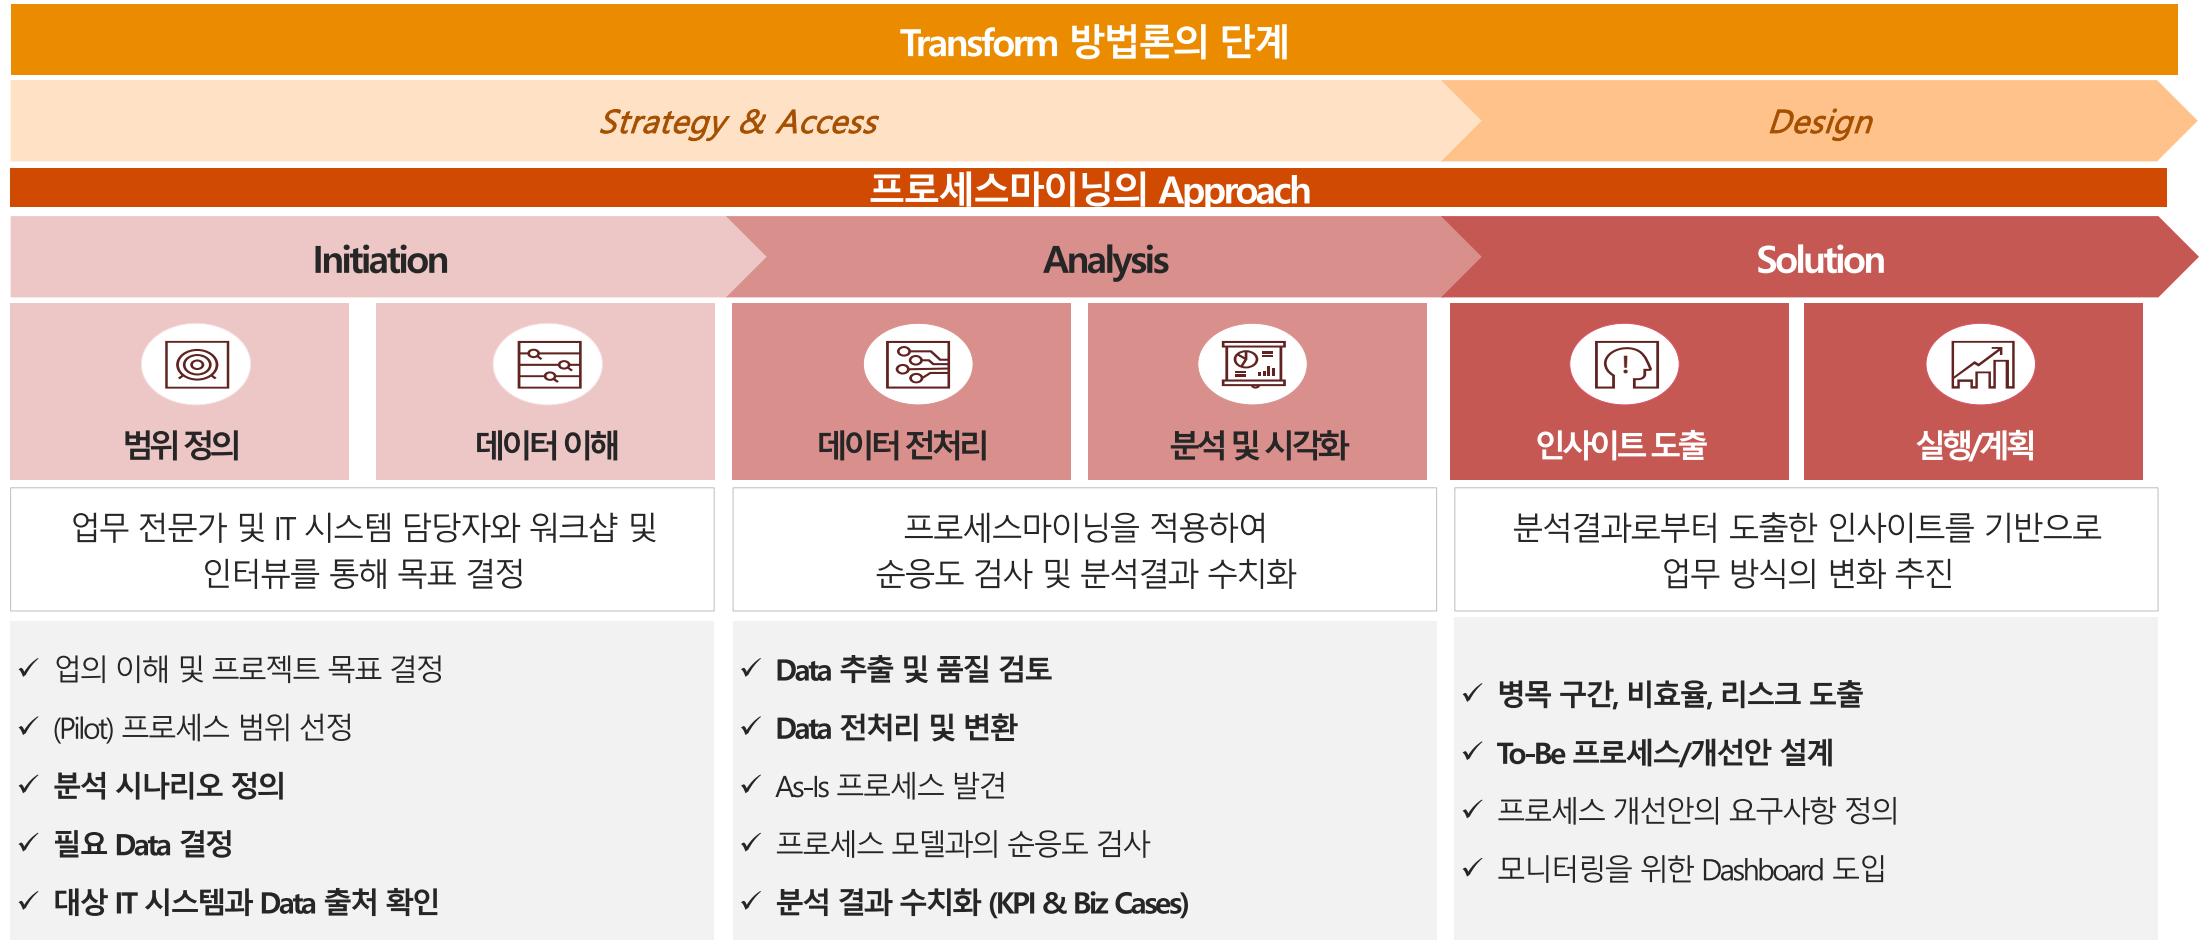 Transform 방법론의 단계
Strategy & Access
Design
프로세스마이닝의 Approach
Initiation
Analysis
Solution
범위 정의
데이터 이해
데이터 전처리
분석 및 시각화
인사이트 도출
실행/계획
업무 전문가 및 IT 시스템 담당자와 워크샵 및
인터뷰를 통해 목표 결정
프로세스마이닝을 적용하여
순응도 검사 및 분석결과 수치화
분석결과로부터 도출한 인사이트를 기반으로
업무 방식의 변화 추진
✓ 업의 이해 및 프로젝트 목표 결정
✓ (Pilot) 프로세스 범위 선정
✓ 분석 시나리오 정의
✓ 필요 Data 결정
✓ 대상 IT 시스템과 Data 출처 확인
✓ Data 추출 및 품질 검토
✓ Data 전처리 및 변환
✓ As-Is 프로세스 발견
✓ 프로세스 모델과의 순응도 검사
✓ 분석 결과 수치화 (KPI & Biz Cases)
✓ 병목 구간, 비효율, 리스크 도출
✓ To-Be 프로세스/개선안 설계
✓ 프로세스 개선안의 요구사항 정의
✓ 모니터링을 위한 Dashboard 도입